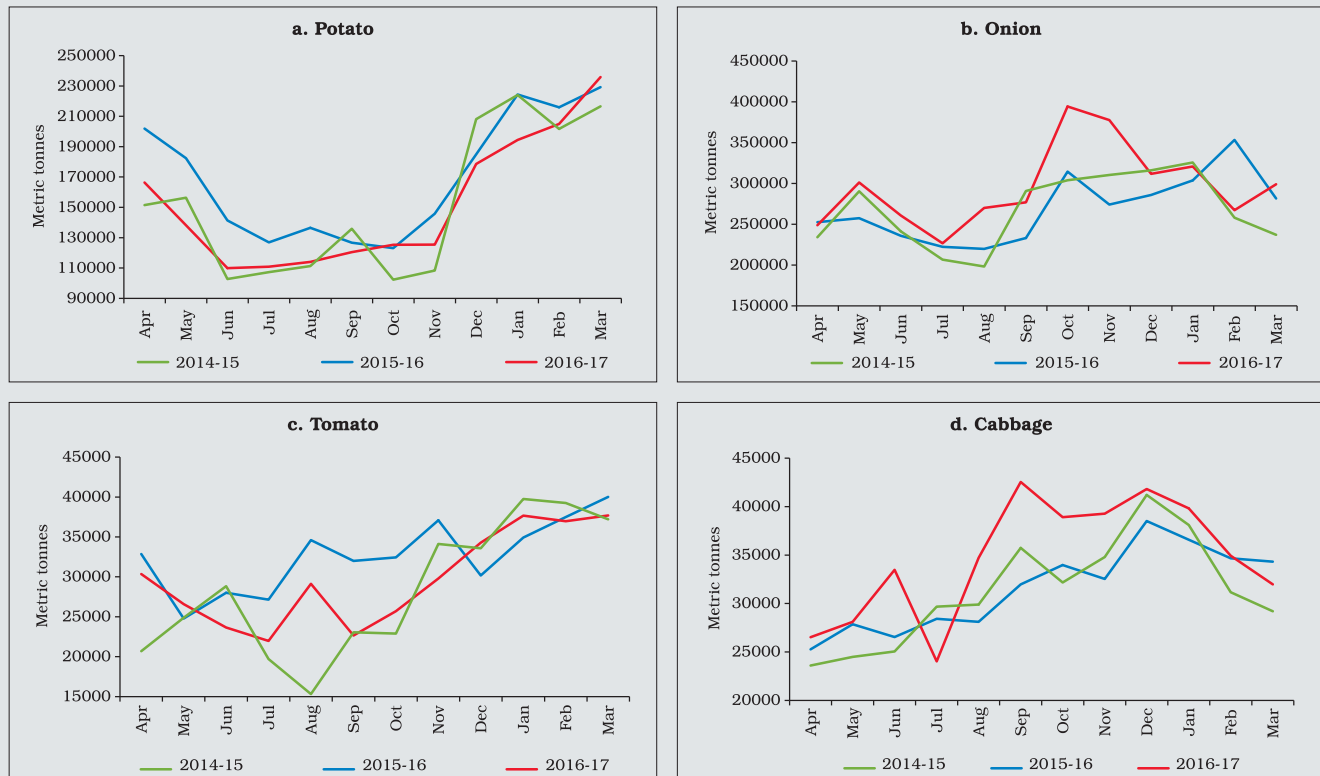 a. Potato
Metric tonnes
250000
230000
210000
190000
170000
150000
130000
110000
90000
Apr
May
Jun
Jul
Aug
Sep
Oct
Nov
Dec
Jan
Feb
Mar
2014-15 2015-16 2016-17
b. Onion
Metric tonnes
450000
400000
350000
300000
250000
200000
150000
Apr
May
Jun
Jul
Aug
Sep
Oct
Nov
Dec
Jan
Feb
Mar
2014-15 2015-16 2016-17
c. Tomato
Metric tonnes
45000
40000
35000
30000
25000
20000
15000
Apr
May
Jun
Jul
Aug
Sep
Oct
Nov
Dec
Jan
Feb
Mar
2014-15 2015-16 2016-17
d. Cabbage
Metric tonnes
45000
40000
35000
30000
25000
20000
Apr
May
Jun
Jul
Aug
Sep
Oct
Nov
Dec
Jan
Feb
Mar
2014-15 2015-16 2016-17